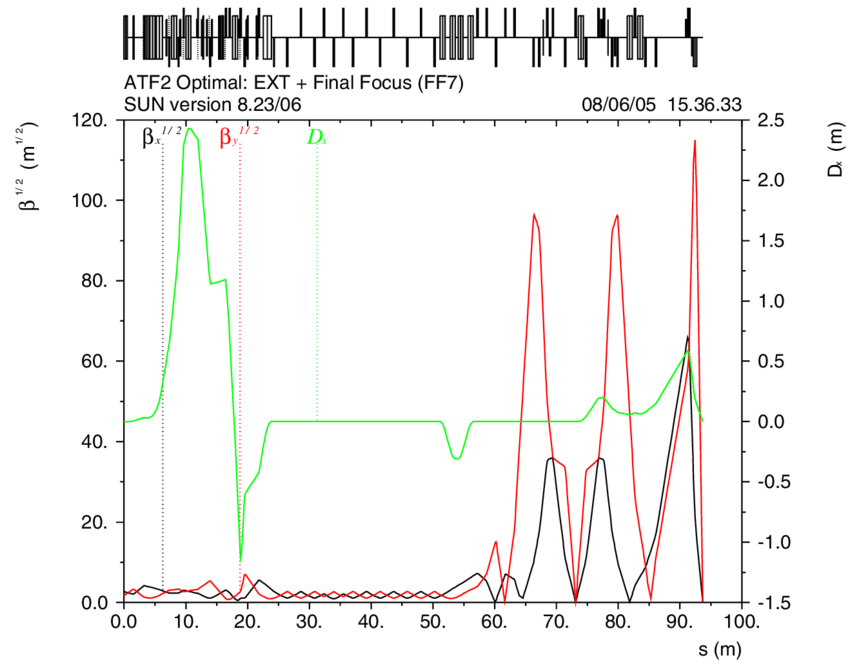 ATF2 Optimal: EXT + Final Focus (FF7)
SUN version 8.23/06 08/06/05 15.36.33
βx^1/2 βy^1/2 Dx
β^1/2 (m^1/2)
120.
100.
80.
60.
40.
20.
0.0
Dx (m)
2.5
2.0
1.5
1.0
0.5
0.0
-0.5
-1.0
-1.5
0.0 10. 20. 30. 40. 50. 60. 70. 80. 90. 100.
s (m)